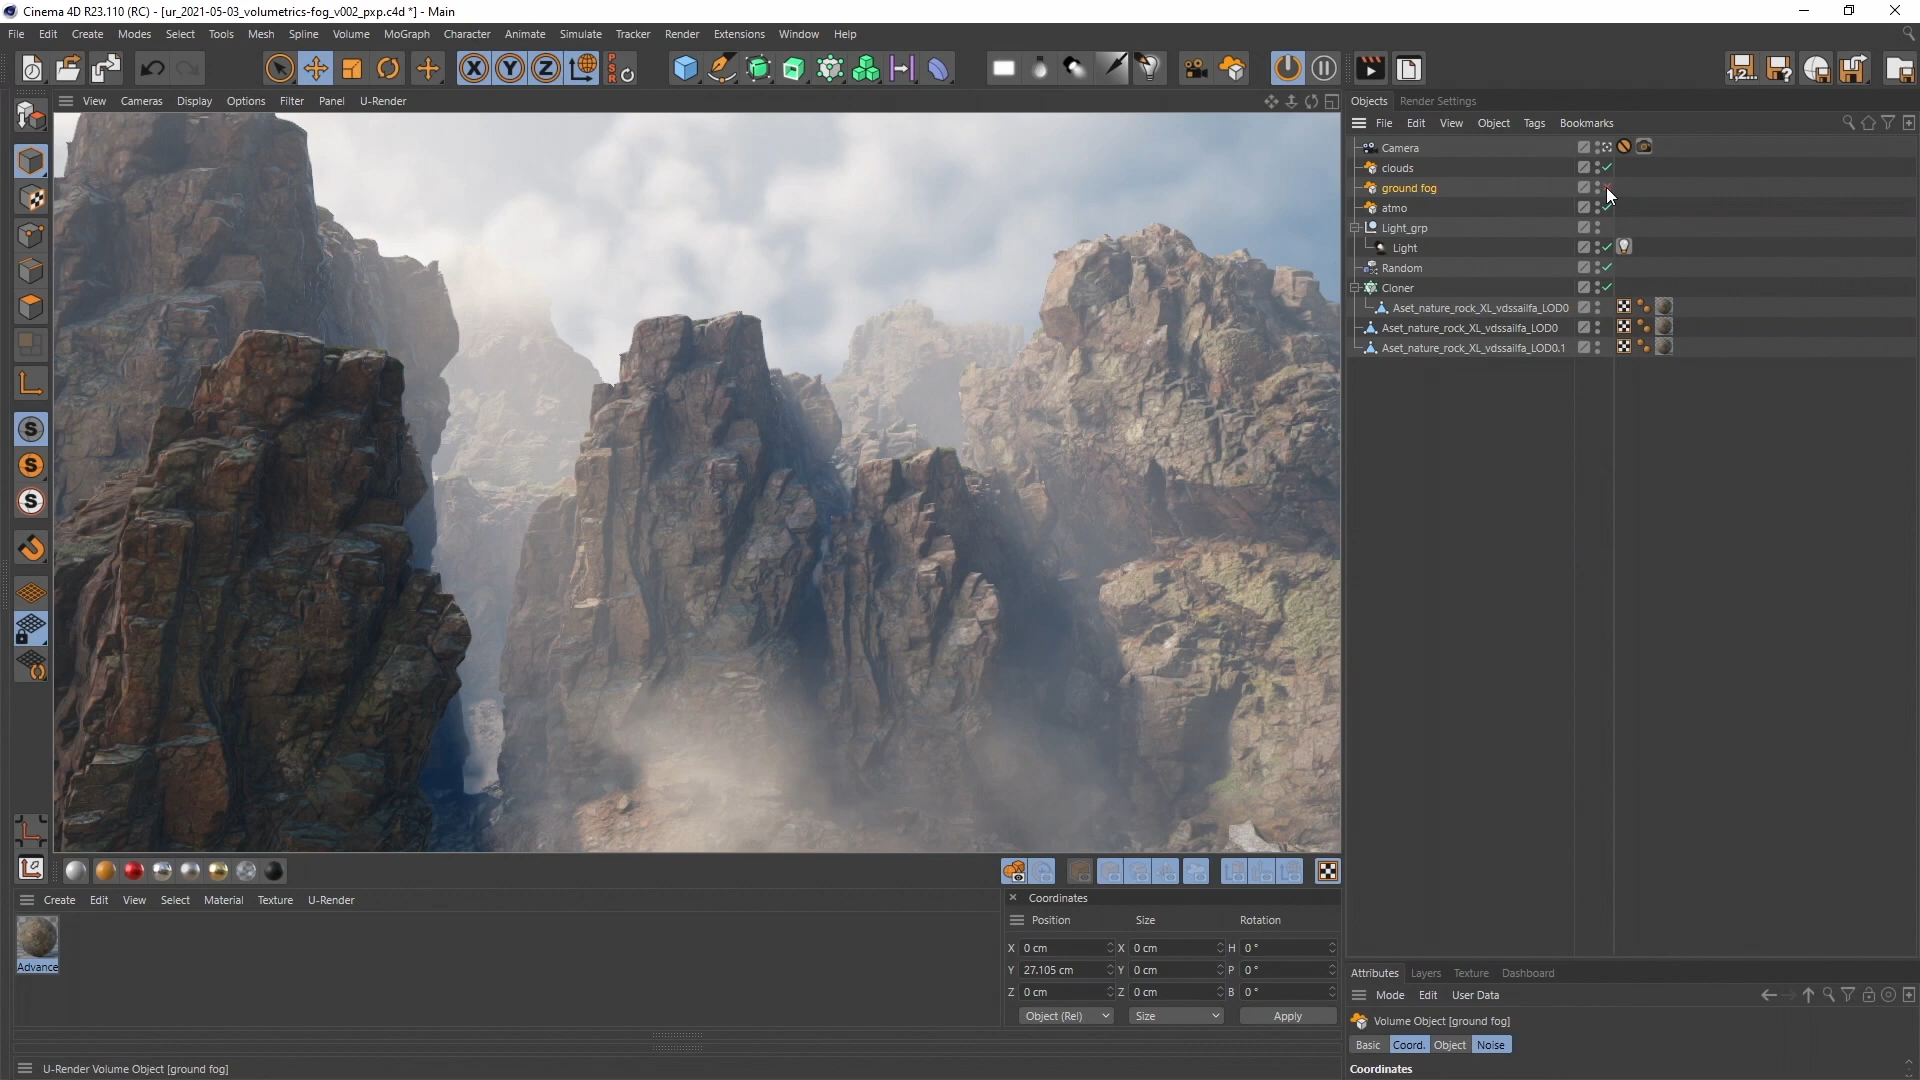 Cinema 4D R23.110 (RC) - [ur_2021-05-03_volumetrics-fog_v002_pxp.c4d *] - Main
File Edit Create Modes Select Tools Mesh Spline Volume MoGraph Character Animate Simulate Tracker Render Extensions Window Help
X Y Z PSR 1,2...
View Cameras Display Options Filter Panel U-Render
Objects Render Settings
File Edit View Object Tags Bookmarks
Camera
clouds
ground fog
atmo
Light_grp
Light
Random
Cloner
Aset_nature_rock_XL_vdssailfa_LOD0
Aset_nature_rock_XL_vdssailfa_LOD0
Aset_nature_rock_XL_vdssailfa_LOD0.1
S
S
S
Create Edit View Select Material Texture U-Render
Advance
Coordinates
Position Size Rotation
X 0 cm X 0 cm H 0 °
Y 27.105 cm Y 0 cm P 0 °
Z 0 cm Z 0 cm B 0 °
Object (Rel) Size Apply
Attributes Layers Texture Dashboard
Mode Edit User Data
Volume Object [ground fog]
Basic Coord. Object Noise
Coordinates
U-Render Volume Object [ground fog]